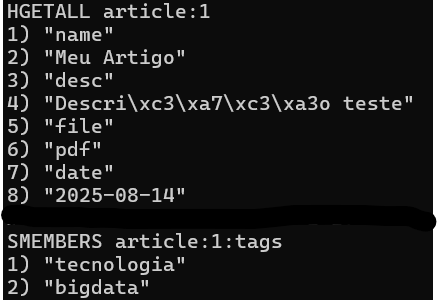 HGETALL article:1
1) "name"
2) "Meu Artigo"
3) "desc"
4) "Descri\xc3\xa7\xc3\xa3o teste"
5) "file"
6) "pdf"
7) "date"
8) "2025-08-14"
SMEMBERS article:1:tags
1) "tecnologia"
2) "bigdata"